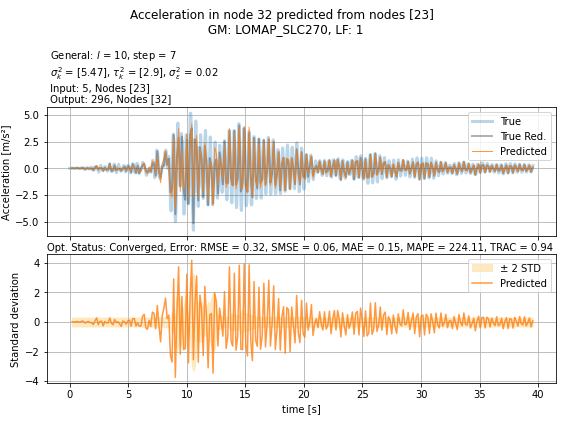 Acceleration in node 32 predicted from nodes [23]
GM: LOMAP_SLC270, LF: 1
General: l = 10, step = 7
σ²ₖ = [5.47], τ²ₖ = [2.9], σ²ε = 0.02
Input: 5, Nodes [23]
Output: 296, Nodes [32]
Acceleration [m/s²]
5.0
2.5
0.0
−2.5
−5.0
True
True Red.
Predicted
Opt. Status: Converged, Error: RMSE = 0.32, SMSE = 0.06, MAE = 0.15, MAPE = 224.11, TRAC = 0.94
Standard deviation
4
2
0
−2
−4
± 2 STD
Predicted
0 5 10 15 20 25 30 35 40
time [s]